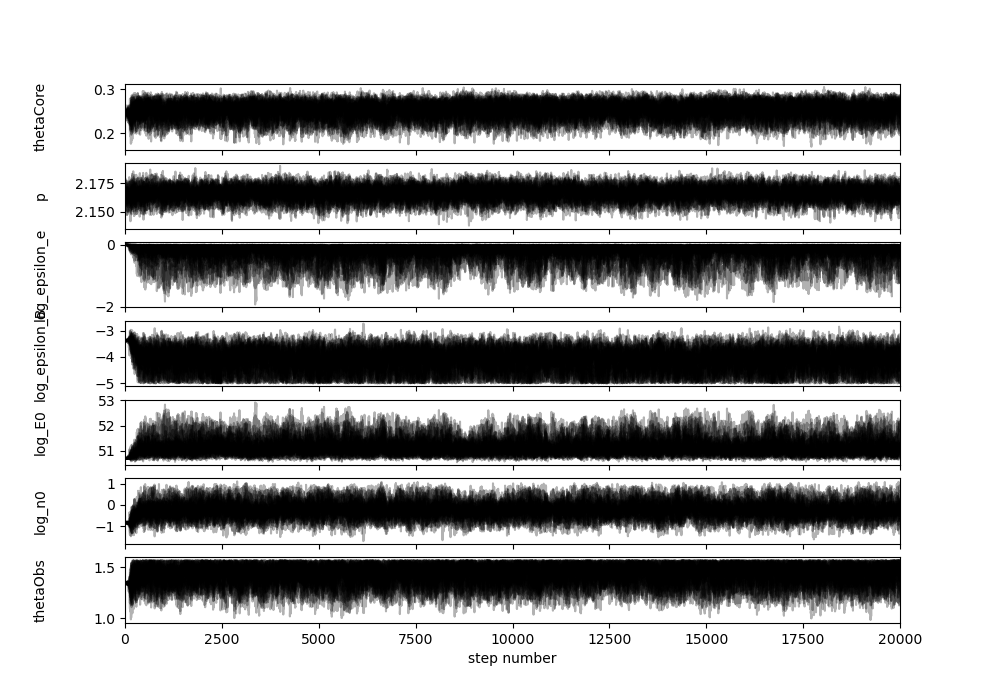 thetaCore
0.3
0.2
p
2.175
2.150
log_epsilon_e
0
−2
log_epsilon_B
−3
−4
−5
log_E0
53
52
51
log_n0
1
0
−1
thetaObs
1.5
1.0
0 2500 5000 7500 10000 12500 15000 17500 20000
step number